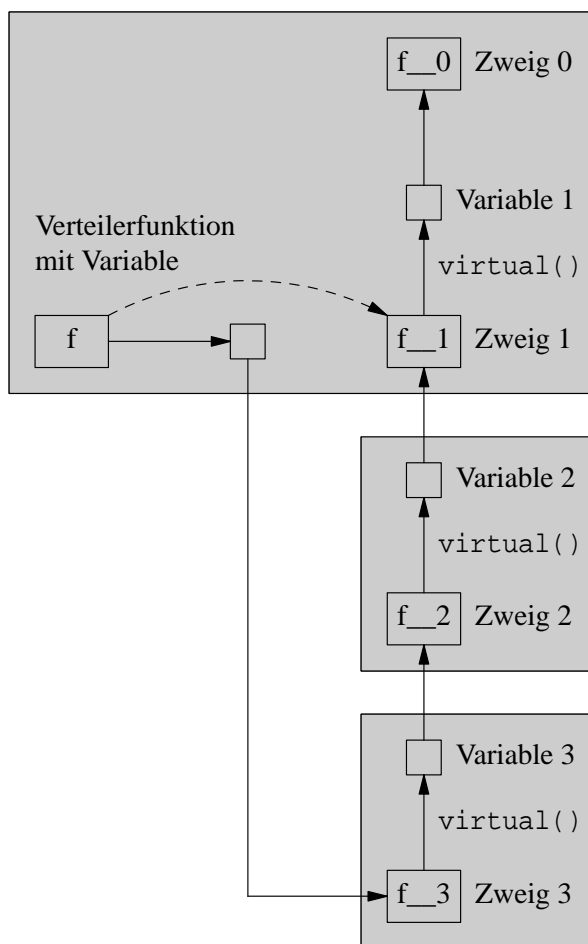 f__0 Zweig 0
Variable 1
Verteilerfunktion
mit Variable
virtual()
f
f__1 Zweig 1
Variable 2
virtual()
f__2 Zweig 2
Variable 3
virtual()
f__3 Zweig 3